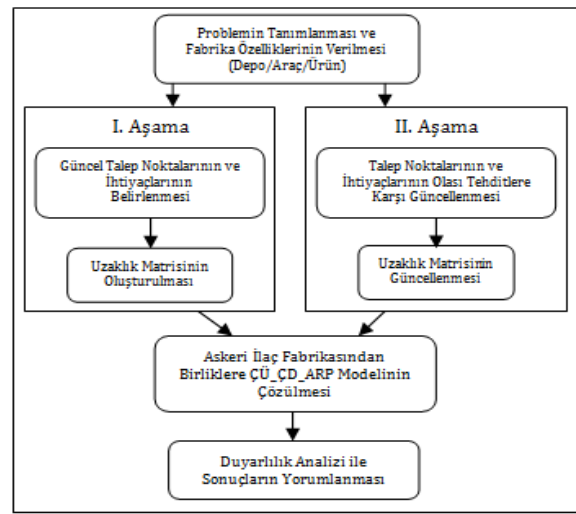 Problemin Tanımlanması ve
Fabrika Özelliklerinin Verilmesi
(Depo/Araç/Ürün)
I. Aşama
Güncel Talep Noktalarının ve
İhtiyaçlarının
Belirlenmesi
Uzaklık Matrisinin
Oluşturulması
II. Aşama
Talep Noktalarının ve
İhtiyaçlarının Olası Tehditlere
Karşı Güncellenmesi
Uzaklık Matrisinin
Güncellenmesi
Askeri İlaç Fabrikasından
Birliklere ÇÜ_ÇD_ARP Modelinin
Çözülmesi
Duyarlılık Analizi ile
Sonuçların Yorumlanması